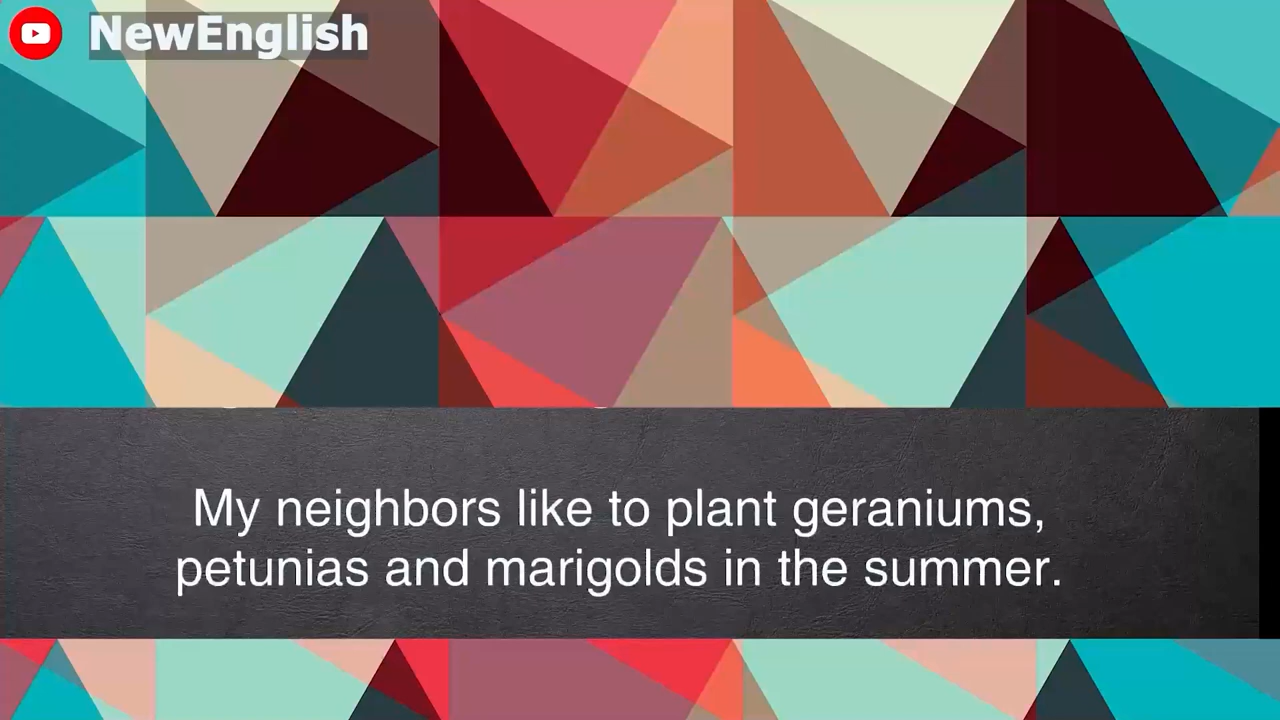 NewEnglish
My neighbors like to plant geraniums,
petunias and marigolds in the summer.